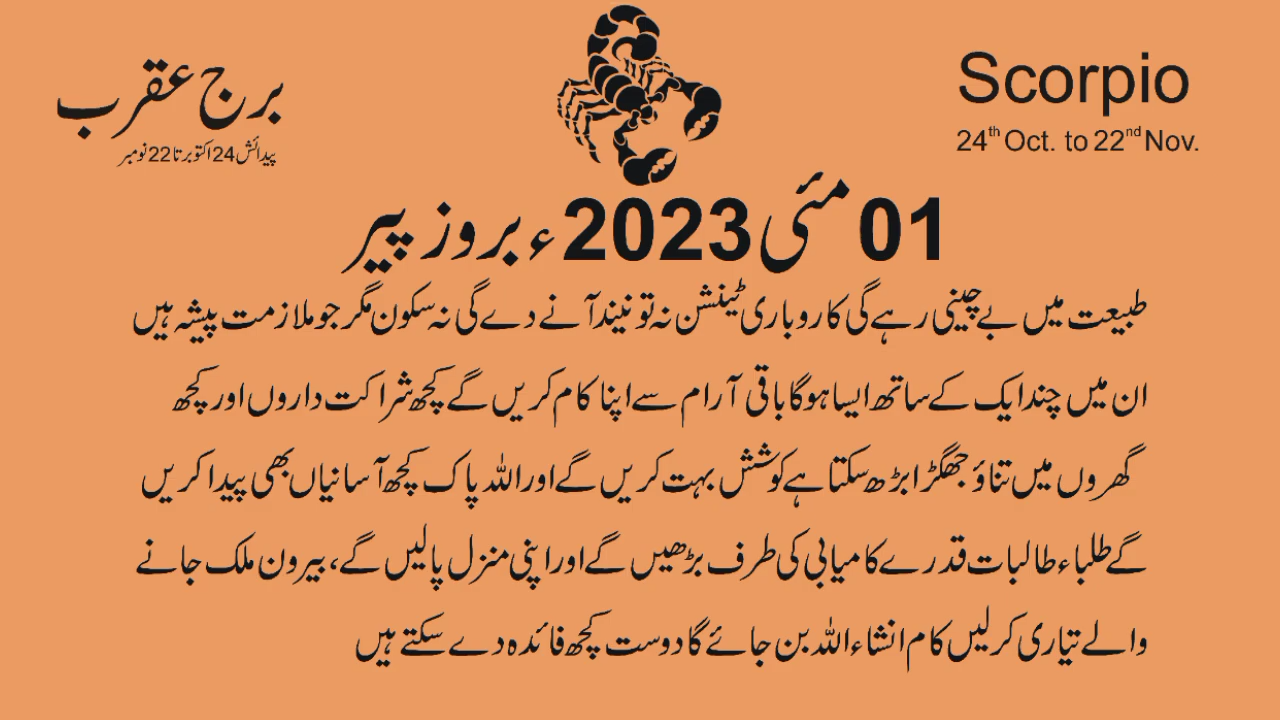 برج عقرب
پیدائش 24 اکتوبر تا 22 نومبر
Scorpio
24th Oct. to 22nd Nov.
01 مئی 2023ء بروز پیر
طبیعت میں بے چینی رہے گی کاروباری ٹینشن نہ تو نیند آنے دے گی نہ سکون مگر جو ملازمت پیشہ ہیں
ان میں چند ایک کے ساتھ ایسا ہوگا باقی آرام سے اپنا کام کریں گے کچھ شراکت داروں اور کچھ
گھروں میں تناؤ جھگڑا بڑھ سکتا ہے کوشش بہت کریں گے اور اللہ پاک کچھ آسانیاں بھی پیدا کریں
گے طلباء طالبات قدرے کامیابی کی طرف بڑھیں گے اور اپنی منزل پالیں گے، بیرون ملک جانے
والے تیاری کرلیں کام انشاء اللہ بن جائے گا دوست کچھ فائدہ دے سکتے ہیں